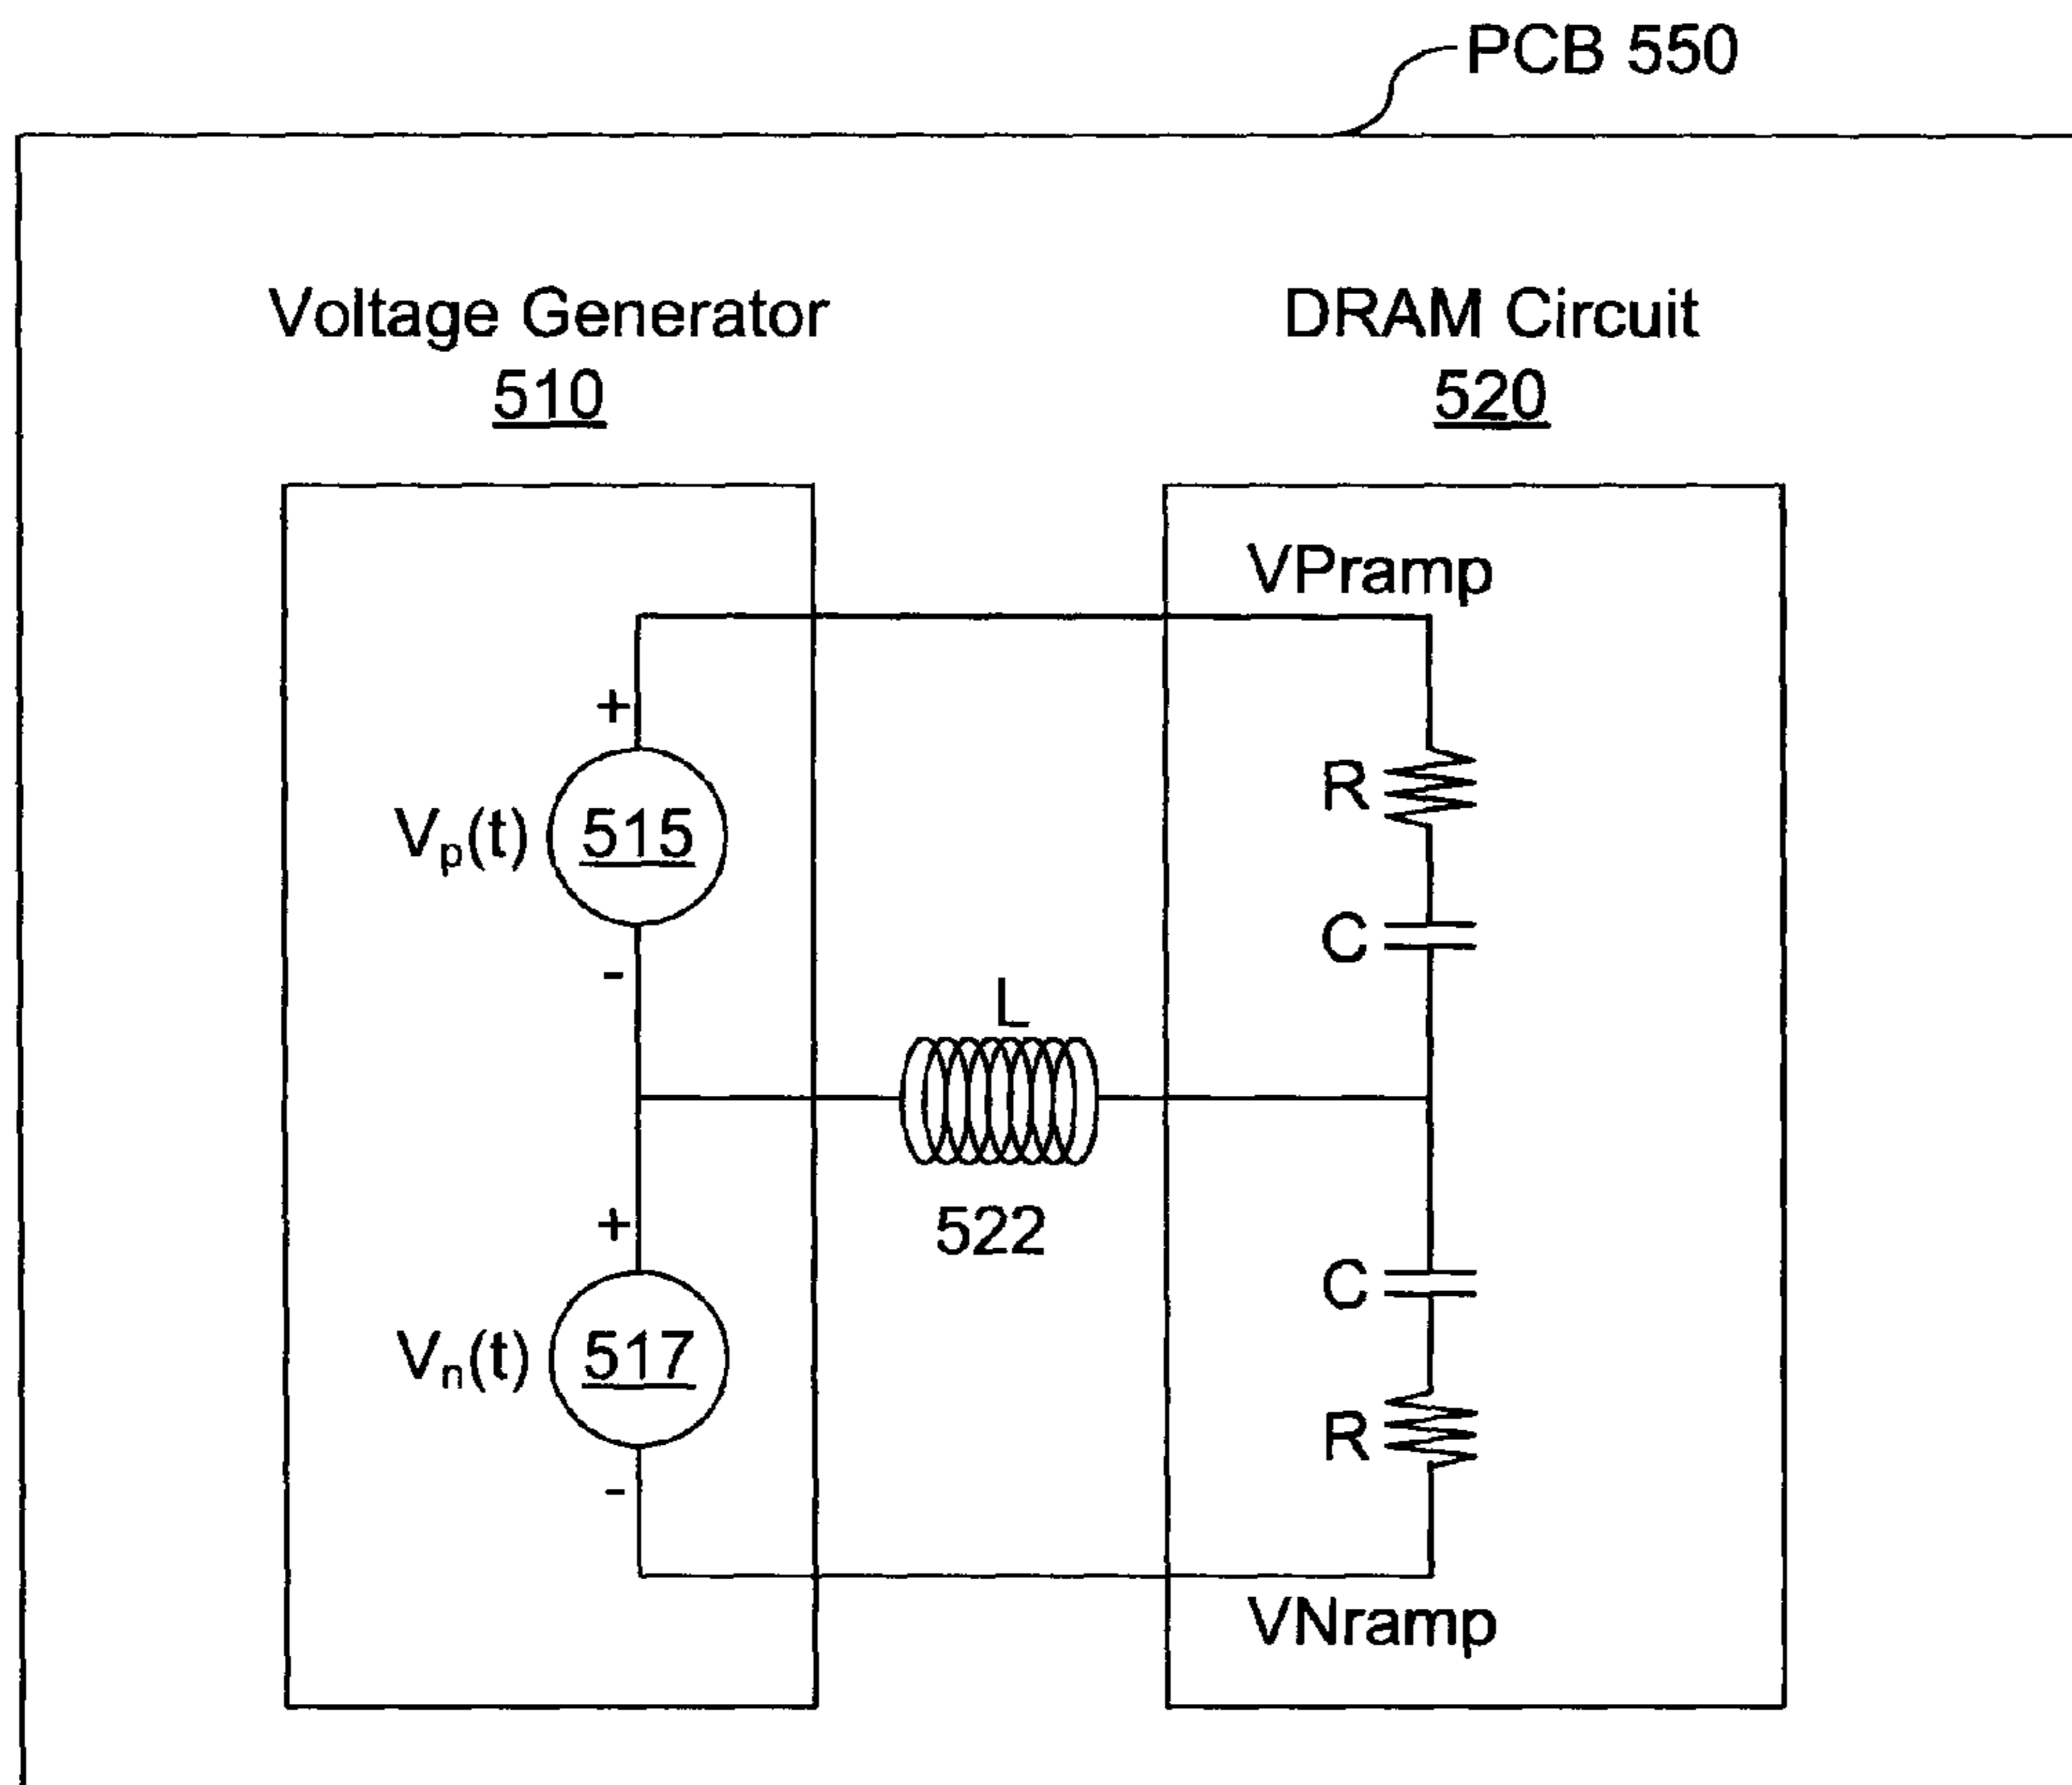 PCB 550
Voltage Generator
510
DRAM Circuit
520
VPramp
+
Vp(t)
515
-
R
C
L
522
+
Vn(t)
517
-
C
R
VNramp